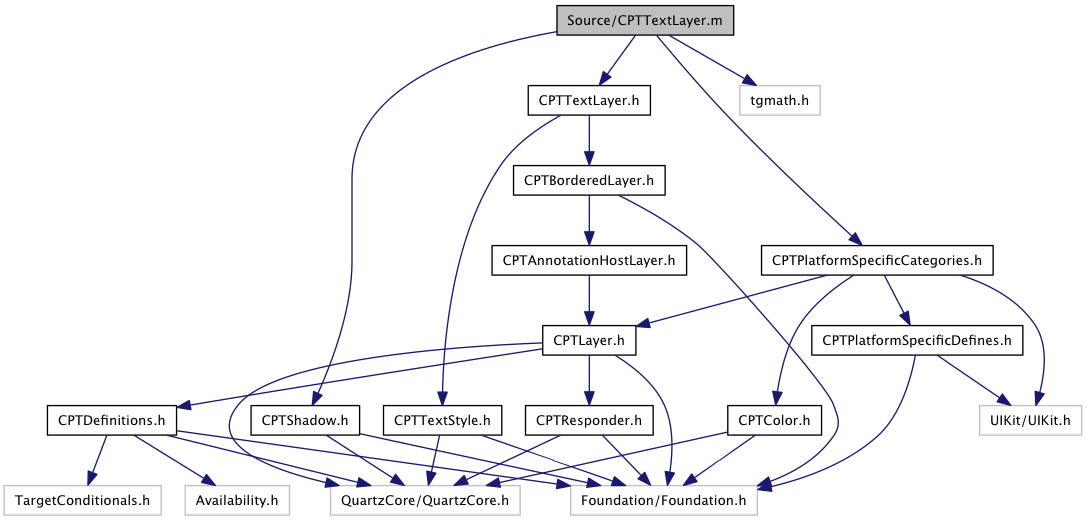 Source/CPTTextLayer.m
CPTTextLayer.h
tgmath.h
CPTBorderedLayer.h
CPTAnnotationHostLayer.h
CPTPlatformSpecificCategories.h
CPTLayer.h
CPTPlatformSpecificDefines.h
CPTDefinitions.h
CPTShadow.h
CPTTextStyle.h
CPTResponder.h
CPTColor.h
UIKit/UIKit.h
TargetConditionals.h
Availability.h
QuartzCore/QuartzCore.h
Foundation/Foundation.h